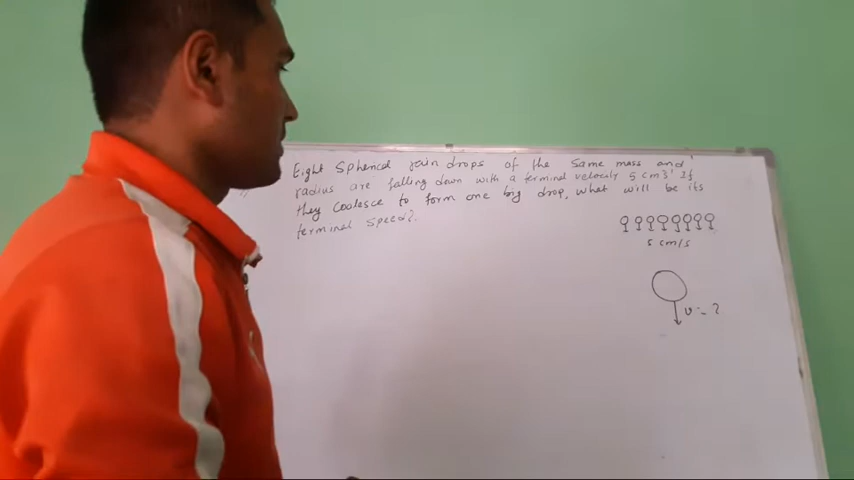 Eight Spherical rain drops of the same mass and
radius are falling down with a terminal velocity 5 cms⁻¹. If
they Coalesce to form one big drop, what will be its
terminal speed?
5 cm/s
v = ?